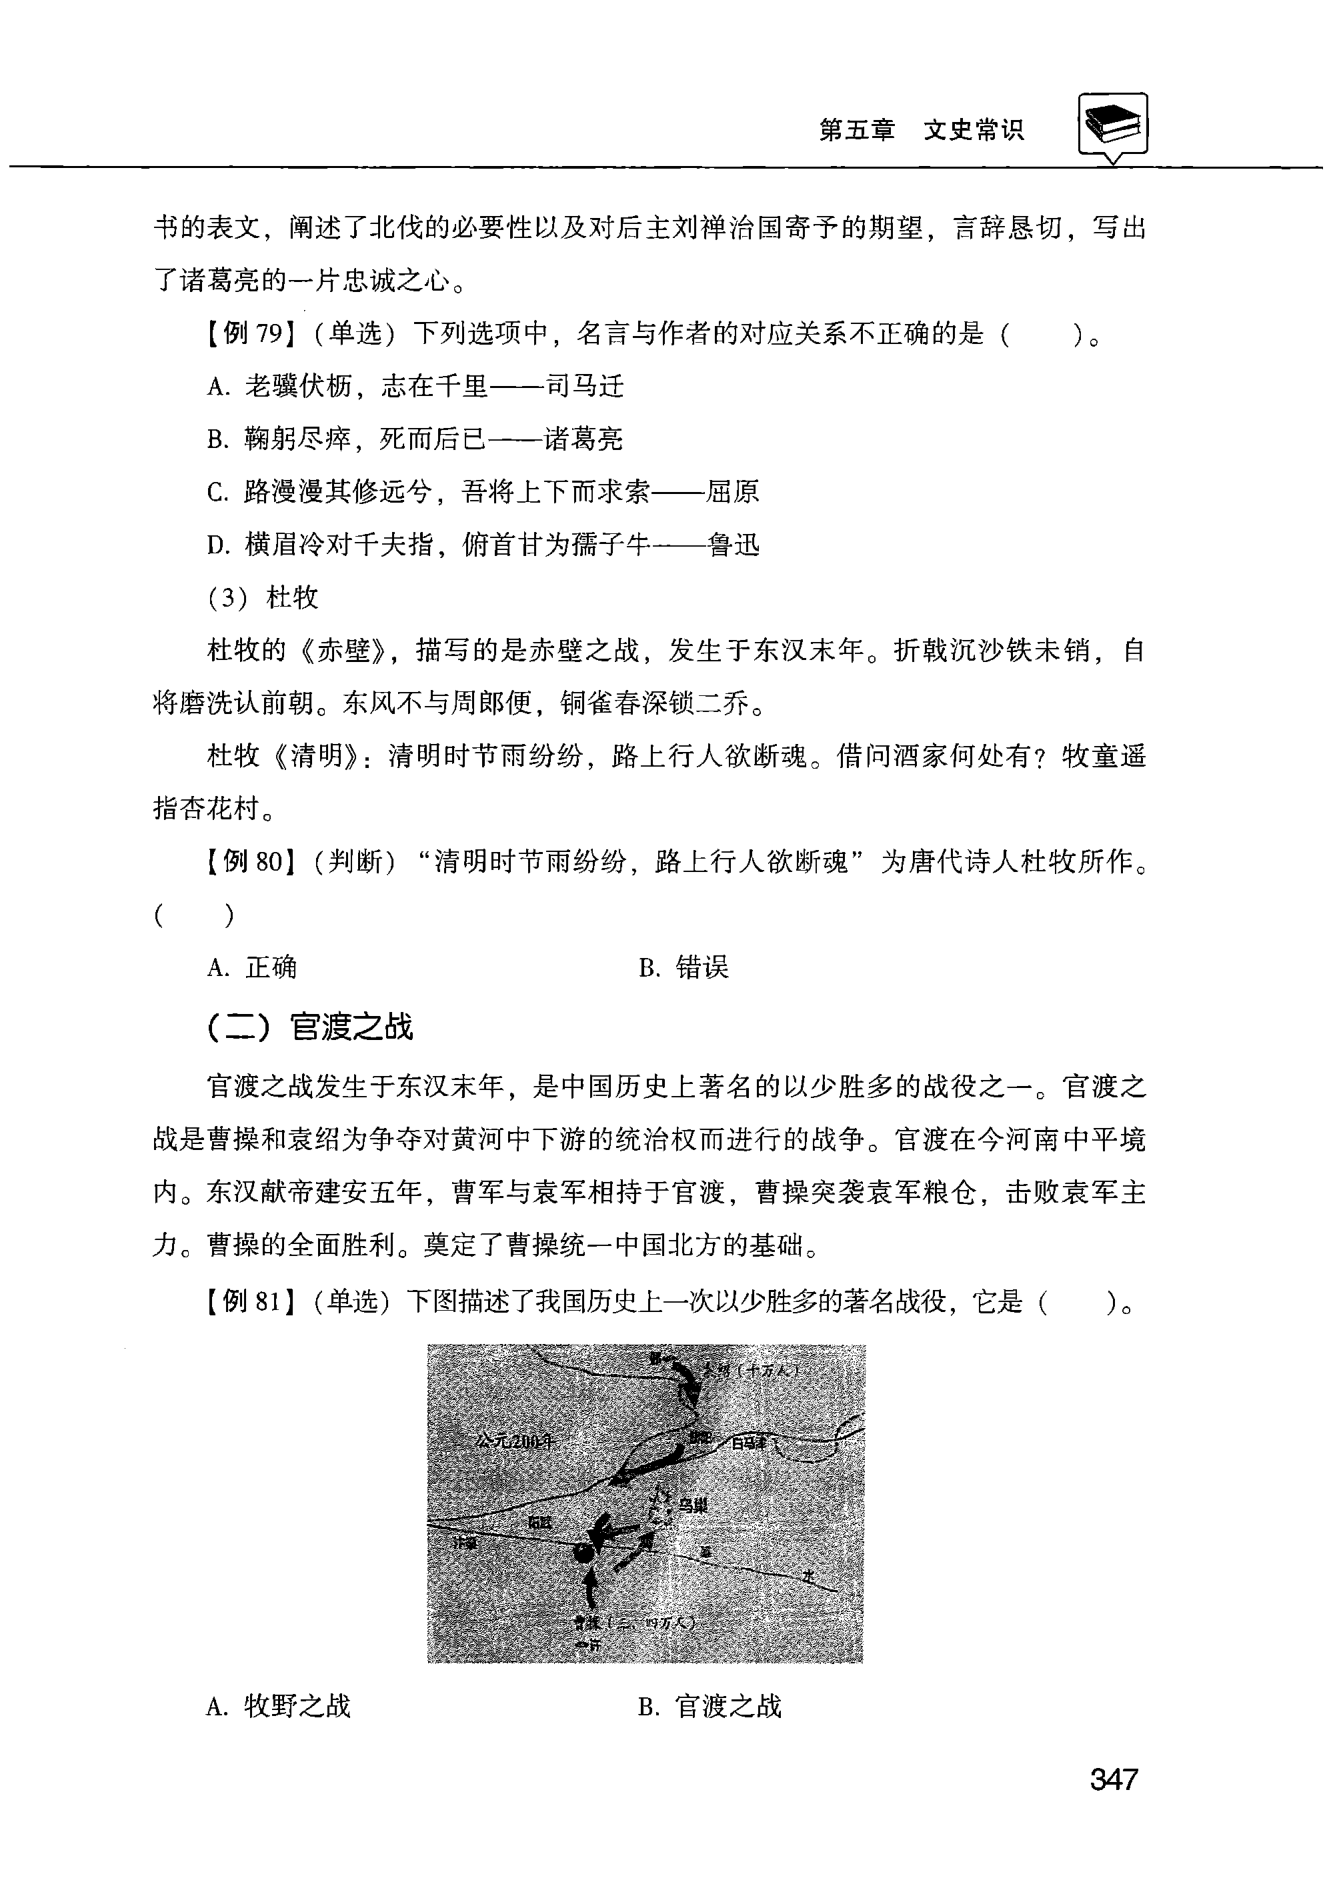 第五章 文史常识
书的表文，阐述了北伐的必要性以及对后主刘禅治国寄予的期望，言辞恳切，写出
了诸葛亮的一片忠诚之心。
【例 79】（单选）下列选项中，名言与作者的对应关系不正确的是（ ）。
A. 老骥伏枥，志在千里——司马迁
B. 鞠躬尽瘁，死而后已——诸葛亮
C. 路漫漫其修远兮，吾将上下而求索——屈原
D. 横眉冷对千夫指，俯首甘为孺子牛——鲁迅
（3）杜牧
杜牧的《赤壁》，描写的是赤壁之战，发生于东汉末年。折戟沉沙铁未销，自
将磨洗认前朝。东风不与周郎便，铜雀春深锁二乔。
杜牧《清明》：清明时节雨纷纷，路上行人欲断魂。借问酒家何处有？牧童遥
指杏花村。
【例 80】（判断）“清明时节雨纷纷，路上行人欲断魂”为唐代诗人杜牧所作。
（ ）
A. 正确 B. 错误
（二）官渡之战
官渡之战发生于东汉末年，是中国历史上著名的以少胜多的战役之一。官渡之
战是曹操和袁绍为争夺对黄河中下游的统治权而进行的战争。官渡在今河南中平境
内。东汉献帝建安五年，曹军与袁军相持于官渡，曹操突袭袁军粮仓，击败袁军主
力。曹操的全面胜利。奠定了曹操统一中国北方的基础。
【例 81】（单选）下图描述了我国历史上一次以少胜多的著名战役，它是（ ）。
袁绍（十万人）
公元200年
白马津
乌巢
水
曹操（三、四万人）
许
A. 牧野之战 B. 官渡之战
347